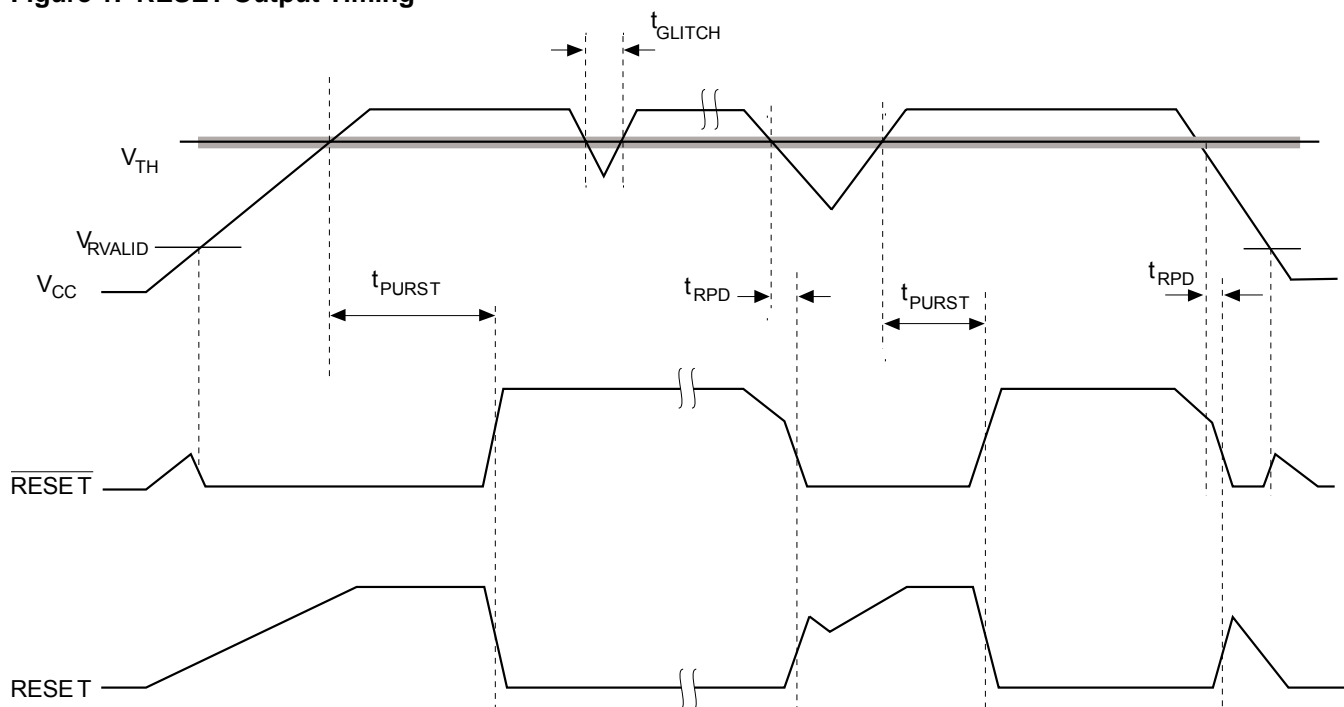 Figure 1. RESET Output Timing
tGLITCH
VTH
VRVALID
VCC
tPURST
tRPD
tPURST
tRPD
RESET
RESET